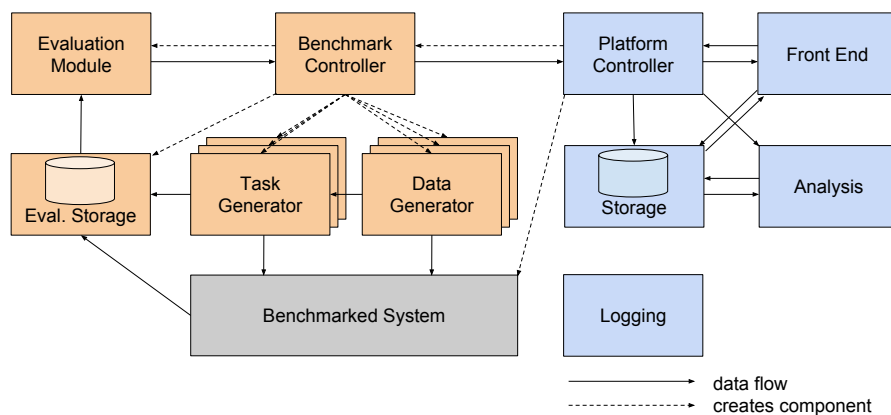 Evaluation
Module
Benchmark
Controller
Platform
Controller
Front End
Eval. Storage
Task
Generator
Data
Generator
Storage
Analysis
Benchmarked System
Logging
data flow
creates component